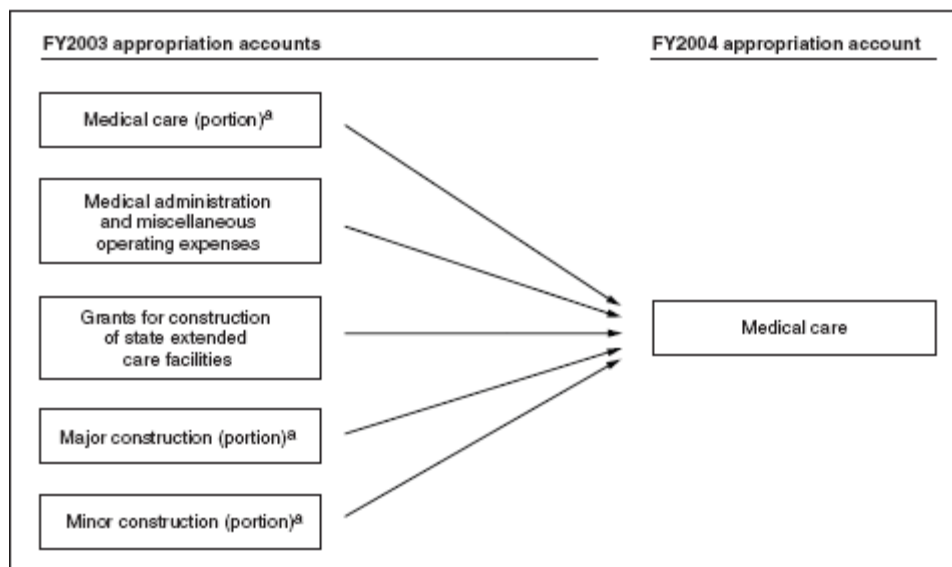 FY2003 appropriation accounts
FY2004 appropriation account
Medical care (portion)a
Medical administration
and miscellaneous
operating expenses
Grants for construction
of state extended
care facilities
Medical care
Major construction (portion)a
Minor construction (portion)a